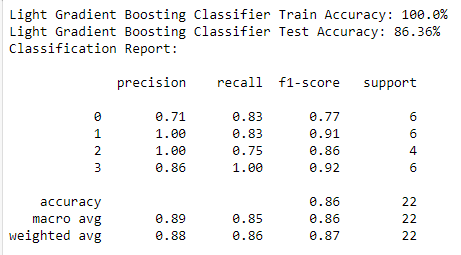 Light Gradient Boosting Classifier Train Accuracy: 100.0%
Light Gradient Boosting Classifier Test Accuracy: 86.36%
Classification Report:
precision recall f1-score support
0 0.71 0.83 0.77 6
1 1.00 0.83 0.91 6
2 1.00 0.75 0.86 4
3 0.86 1.00 0.92 6
accuracy 0.86 22
macro avg 0.89 0.85 0.86 22
weighted avg 0.88 0.86 0.87 22